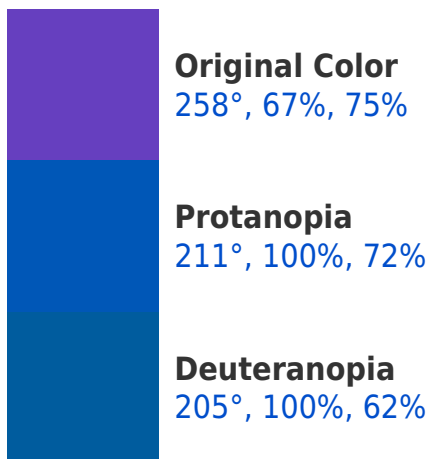 Original Color
258°, 67%, 75%
Protanopia
211°, 100%, 72%
Deuteranopia
205°, 100%, 62%